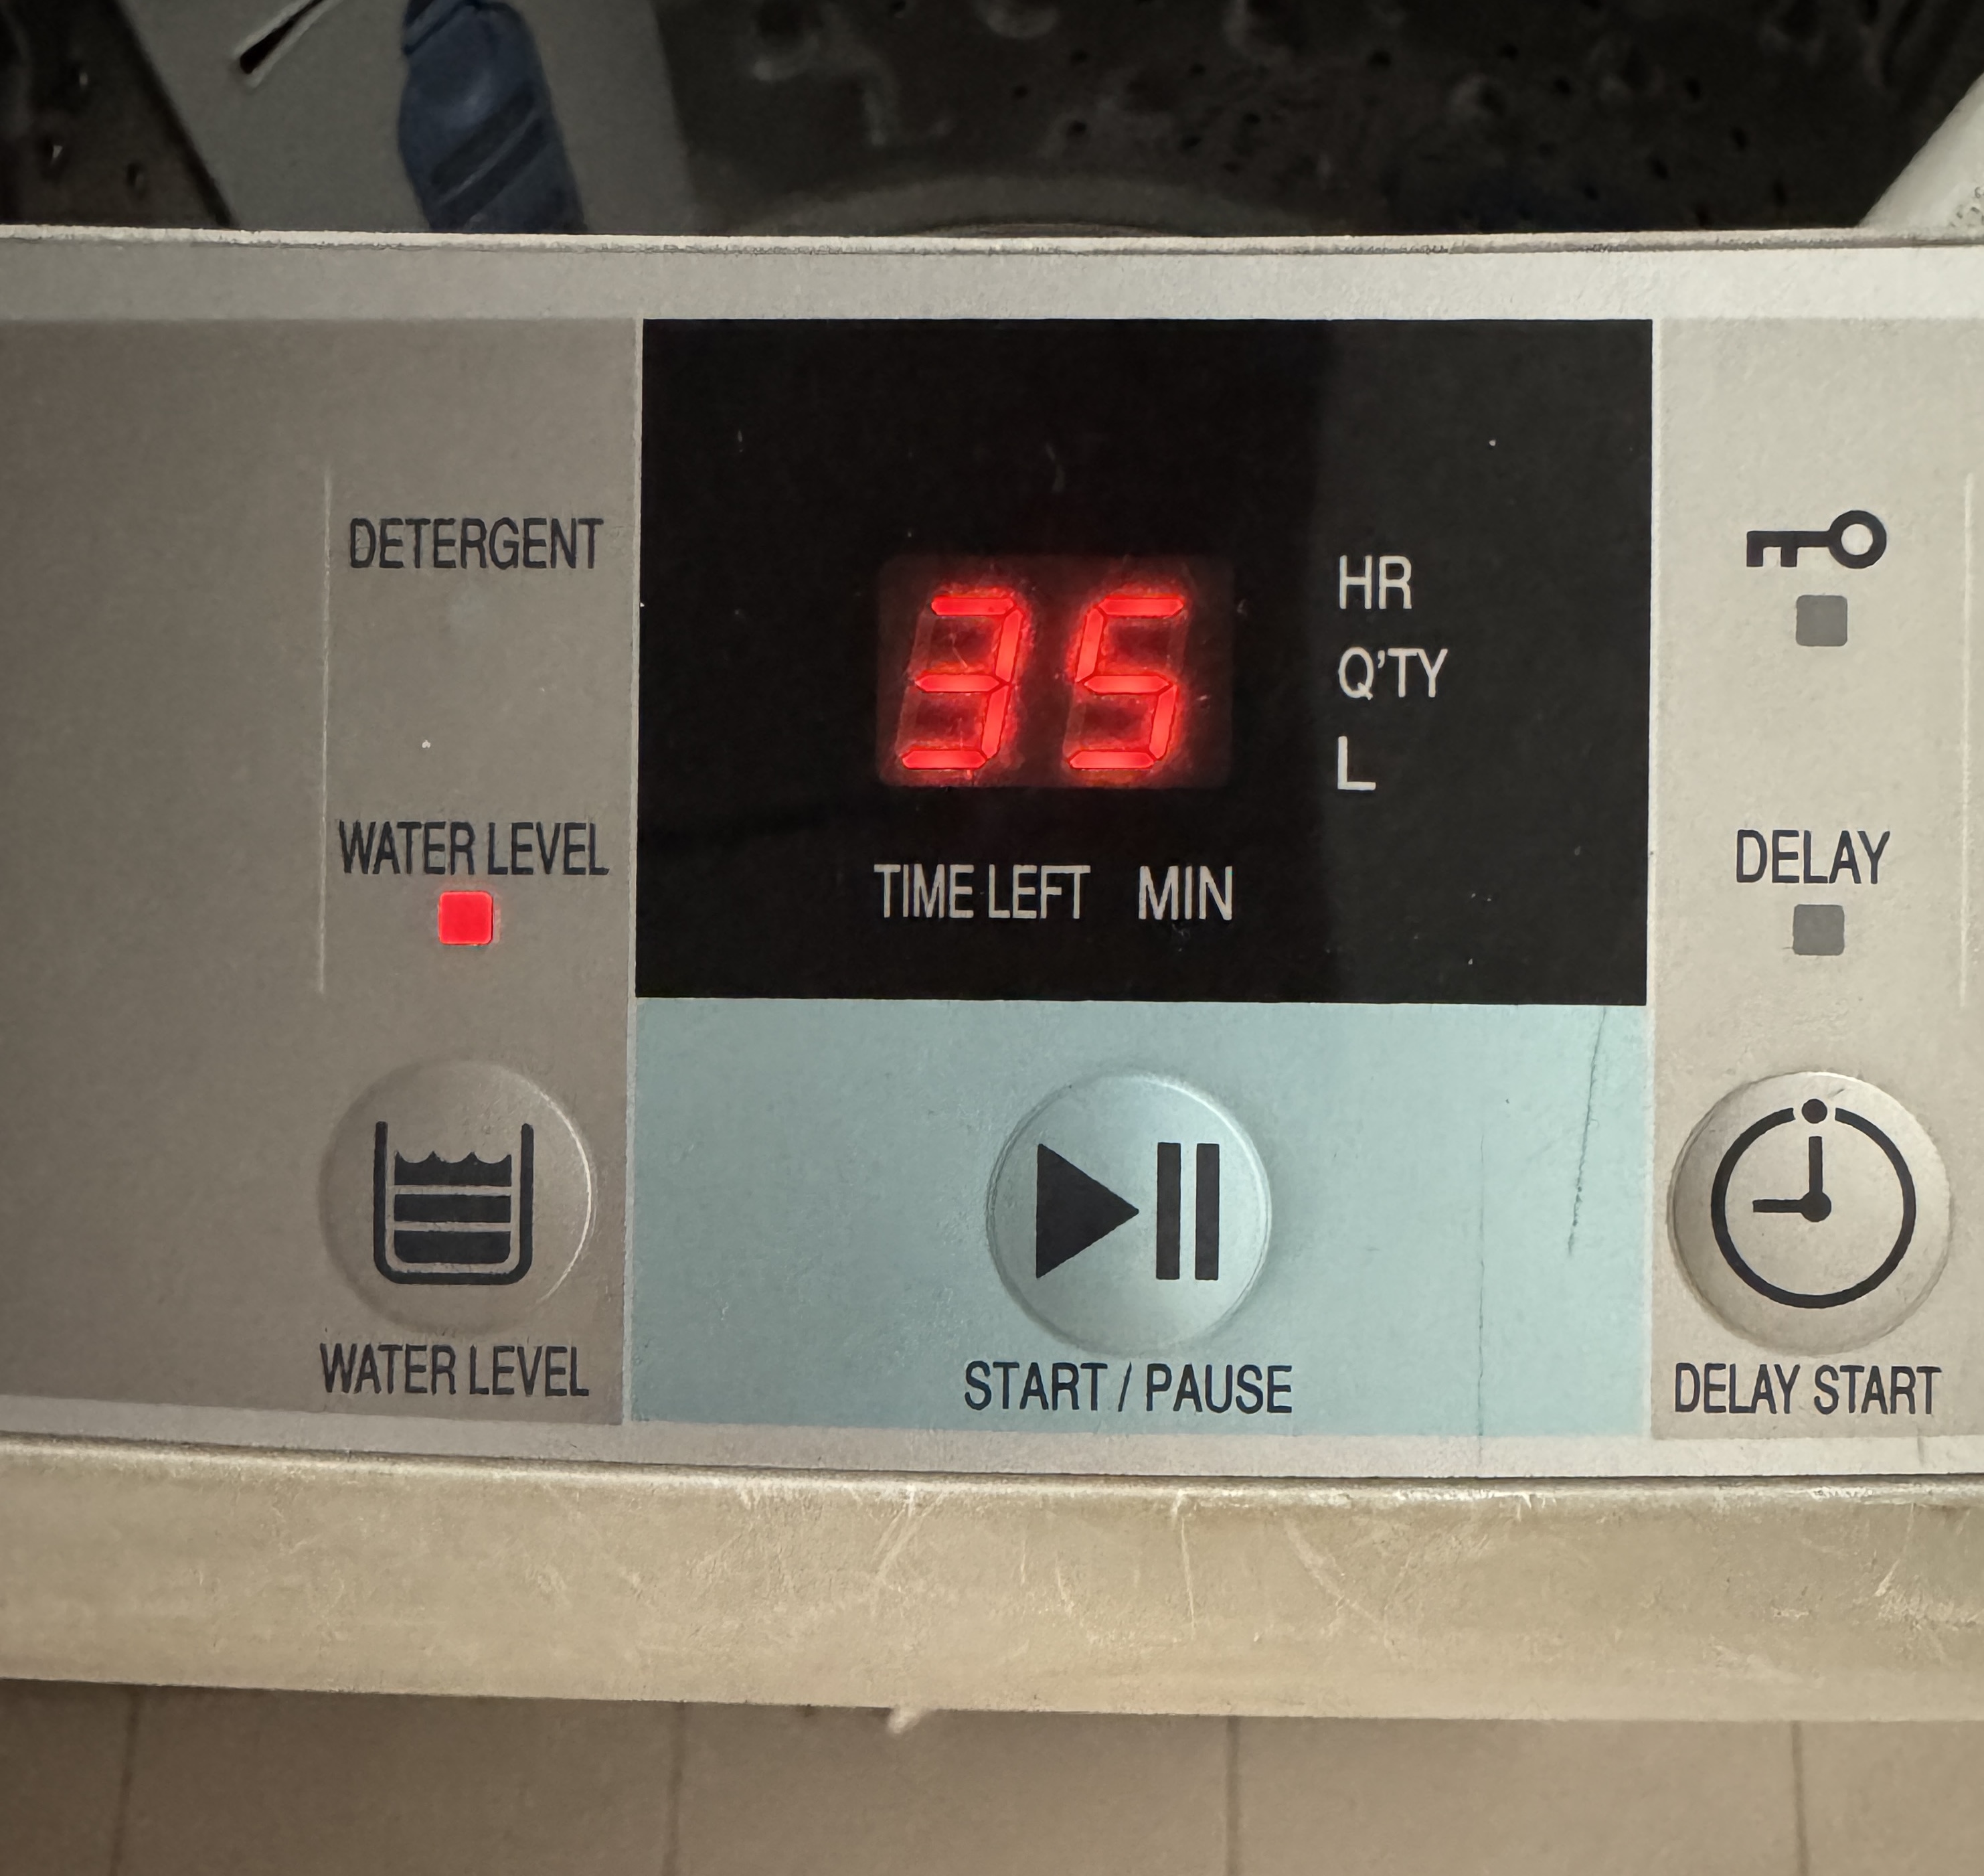 DETERGENT
WATER LEVEL
WATER LEVEL
35
HR
Q'TY
L
TIME LEFT MIN
START / PAUSE
DELAY
DELAY START